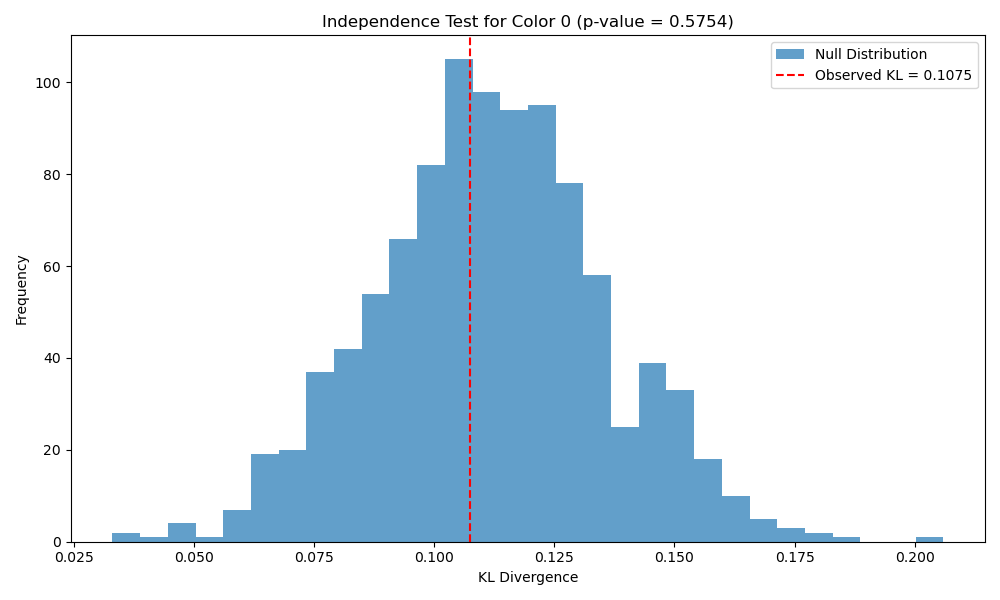 Independence Test for Color 0 (p-value = 0.5754)
Null Distribution
Observed KL = 0.1075
Frequency
100
80
60
40
20
0
0.025 0.050 0.075 0.100 0.125 0.150 0.175 0.200
KL Divergence